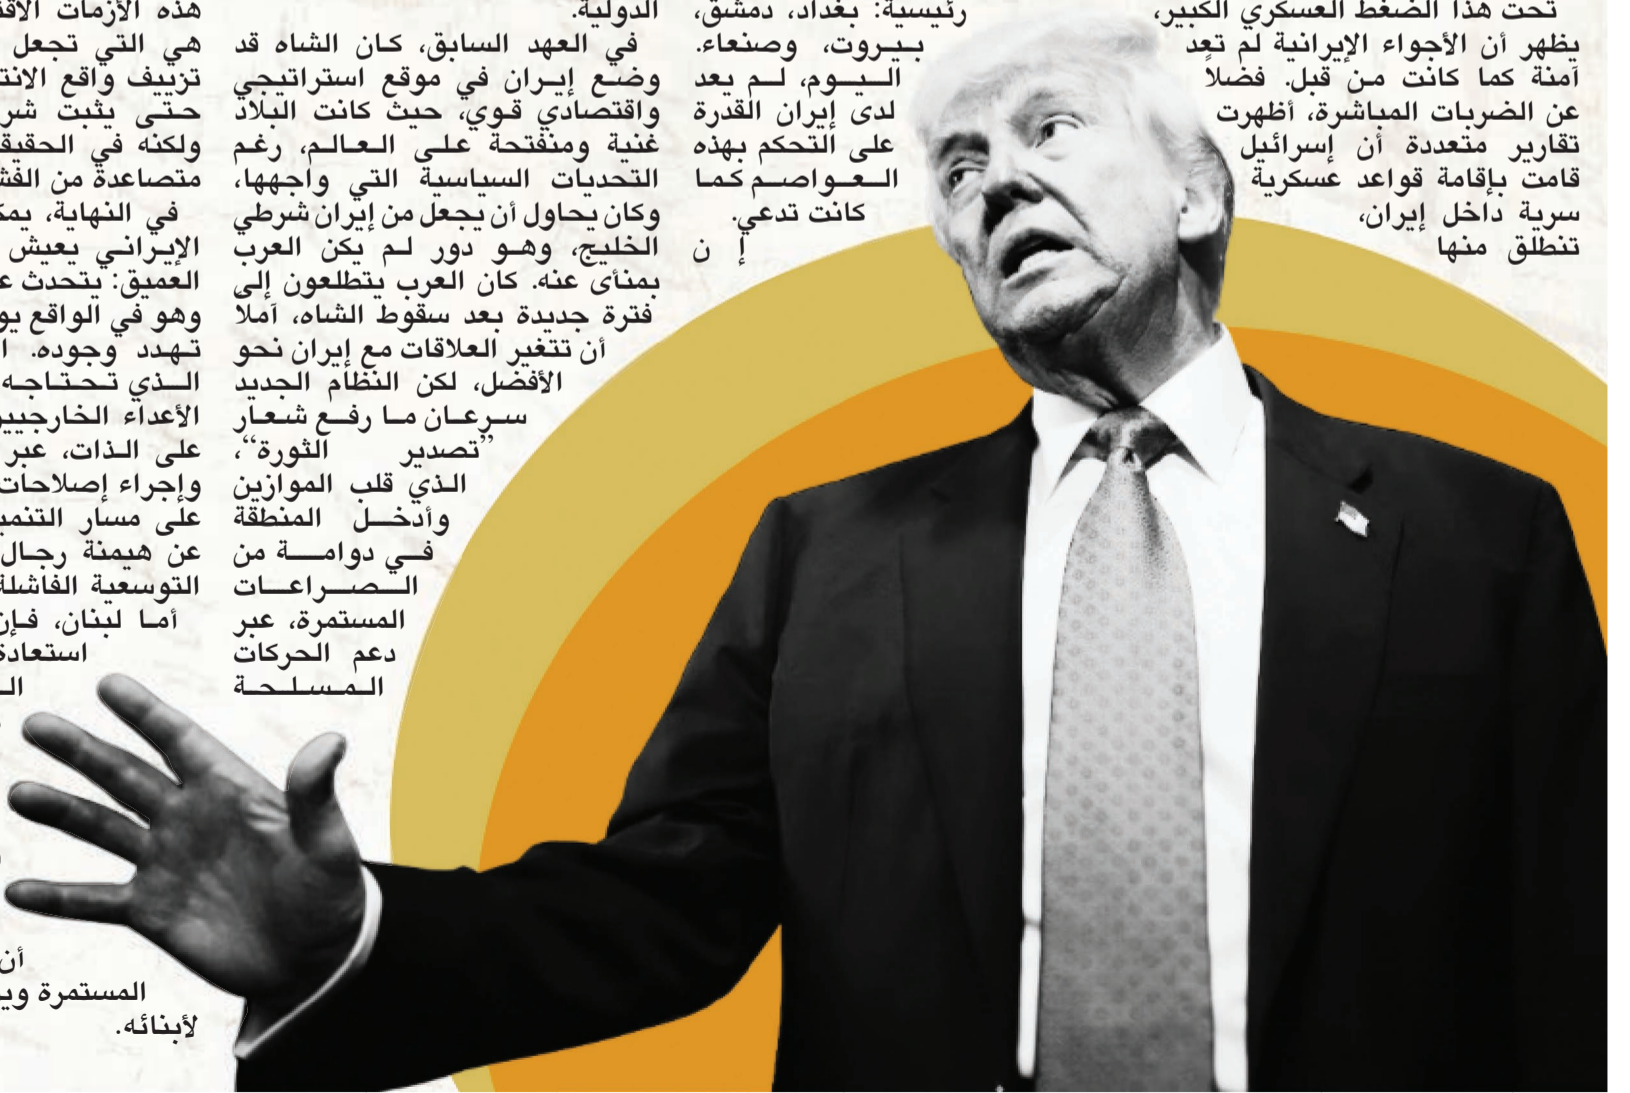 تحت هذا الضغط العسكري الكبير،
يظهر أن الأجواء الإيرانية لم تعد
آمنة كما كانت من قبل. فضلاً
عن الضربات المباشرة، أظهرت
تقارير متعددة أن إسرائيل
قامت بإقامة قواعد عسكرية
سرية داخل إيران،
تنطلق منها
رئيسية: بغداد، دمشق،
بيروت، وصنعاء.
اليوم، لم يعد
لدى إيران القدرة
على التحكم بهذه
العواصم كما
كانت تدعي.
إ ن
الدولية.
في العهد السابق، كان الشاه قد
وضع إيران في موقع استراتيجي
واقتصادي قوي، حيث كانت البلاد
غنية ومنفتحة على العالم، رغم
التحديات السياسية التي واجهها،
وكان يحاول أن يجعل من إيران شرطي
الخليج، وهو دور لم يكن العرب
بمنأى عنه. كان العرب يتطلعون إلى
فترة جديدة بعد سقوط الشاه، آملاً
أن تتغير العلاقات مع إيران نحو
الأفضل، لكن النظام الجديد
سرعان ما رفع شعار
”تصدير الثورة“،
الذي قلب الموازين
وأدخل المنطقة
في دوامة من
الصراعات
المستمرة، عبر
دعم الحركات
المسلحة
هذه الأزمات
هي التي تجعل
تزييف واقع
حتى يثبت
ولكنه في
متصاعدة من
في النهاية،
الإيراني يعيش
العميق: يتحدث
وهو في الواقع
تهدد وجوده.
الذي تحتاجه
الأعداء
على الذات، عبر
وإجراء إصلاحات
على مسار
عن هيمنة رجال
التوسعية الفاشلة
أما لبنان،
استعادة
أن
المستمرة
لأبنائه.